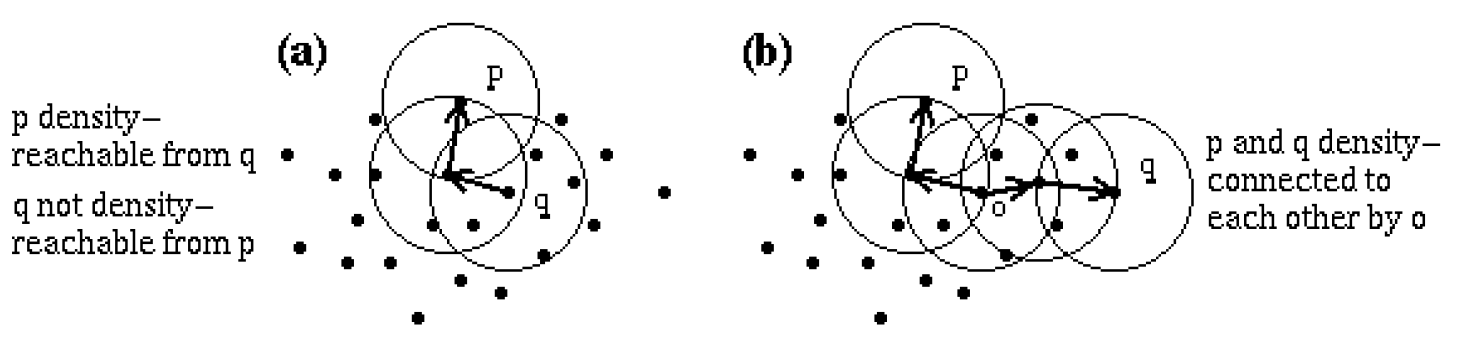 (a)
p
q
p density–
reachable from q
q not density–
reachable from p
(b)
p
o
q
p and q density–
connected to
each other by o